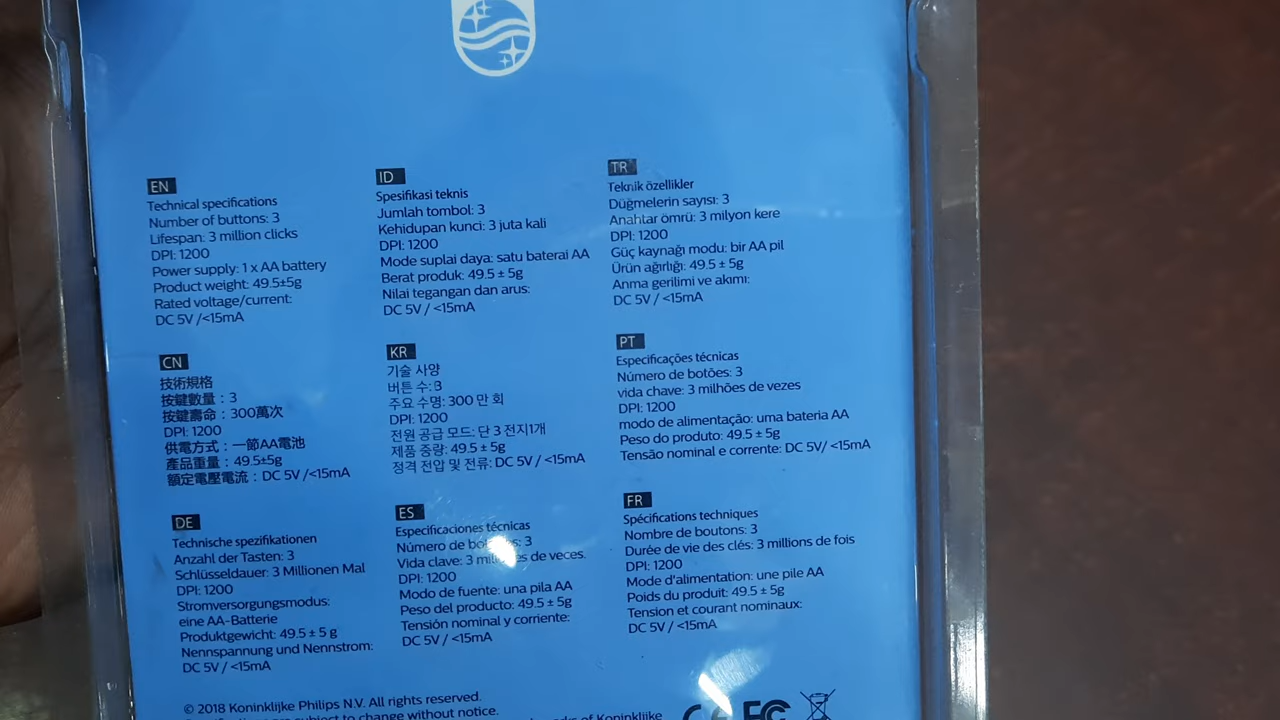 EN
Technical specifications
Number of buttons: 3
Lifespan: 3 million clicks
DPI: 1200
Power supply: 1 x AA battery
Product weight: 49.5±5g
Rated voltage/current:
DC 5V /<15mA
ID
Spesifikasi teknis
Jumlah tombol: 3
Kehidupan kunci: 3 juta kali
DPI: 1200
Mode suplai daya: satu baterai AA
Berat produk: 49.5 ± 5g
Nilai tegangan dan arus:
DC 5V / <15mA
TR
Teknik özellikler
Düğmelerin sayısı: 3
Anahtar ömrü: 3 milyon kere
DPI: 1200
Güç kaynağı modu: bir AA pil
Ürün ağırlığı: 49.5 ± 5g
Anma gerilimi ve akımı:
DC 5V / <15mA
CN
技術規格
按鍵數量：3
按鍵壽命：300萬次
DPI: 1200
供電方式：一節AA電池
產品重量：49.5±5g
額定電壓電流：DC 5V /<15mA
KR
기술 사양
버튼 수: 3
주요 수명: 300 만 회
DPI: 1200
전원 공급 모드: 단 3 전지1개
제품 중량: 49.5 ± 5g
정격 전압 및 전류: DC 5V / <15mA
PT
Especificações técnicas
Número de botões: 3
vida chave: 3 milhões de vezes
DPI: 1200
modo de alimentação: uma bateria AA
Peso do produto: 49.5 ± 5g
Tensão nominal e corrente: DC 5V/ <15mA
DE
Technische spezifikationen
Anzahl der Tasten: 3
Schlüsseldauer: 3 Millionen Mal
DPI: 1200
Stromversorgungsmodus:
eine AA-Batterie
Produktgewicht: 49.5 ± 5 g
Nennspannung und Nennstrom:
DC 5V / <15mA
ES
Especificaciones técnicas
Número de 3
Vida clave: 3 de veces.
DPI: 1200
Modo de fuente: una pila AA
Peso del producto: 49.5 ± 5g
Tensión nominal y corriente:
DC 5V / <15mA
FR
Spécifications techniques
Nombre de boutons: 3
Durée de vie des clés: 3 millions de fois
DPI: 1200
Mode d'alimentation: une pile AA
Poids du produit: 49.5 ± 5g
Tension et courant nominaux:
DC 5V / <15mA
© 2018 Koninklijke Philips N.V. All rights reserved.
are subject to change without notice.
of Koninklijke
CE FC